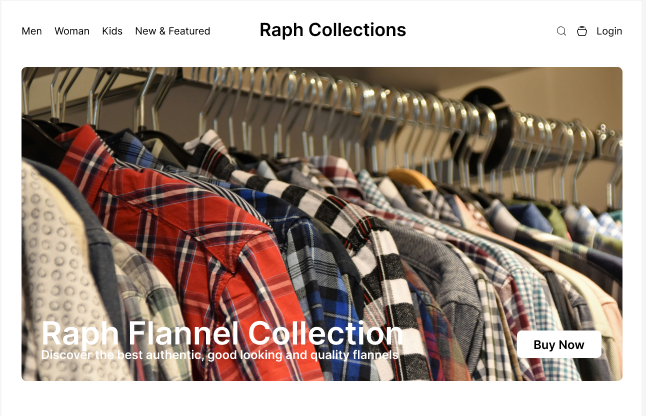 Men Woman Kids New & Featured Raph Collections Login
Raph Flannel Collection
Discover the best authentic, good looking and quality flannels
Buy Now